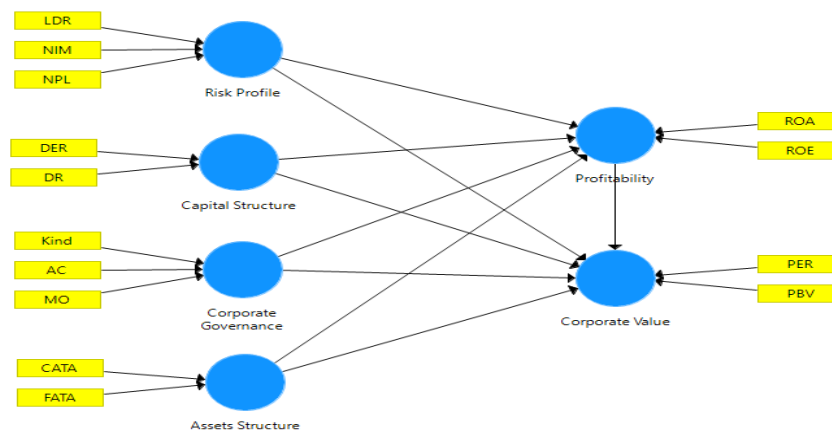 LDR
NIM
NPL
Risk Profile
DER
DR
Capital Structure
Kind
AC
MO
Corporate
Governance
CATA
FATA
Assets Structure
Profitability
ROA
ROE
Corporate Value
PER
PBV